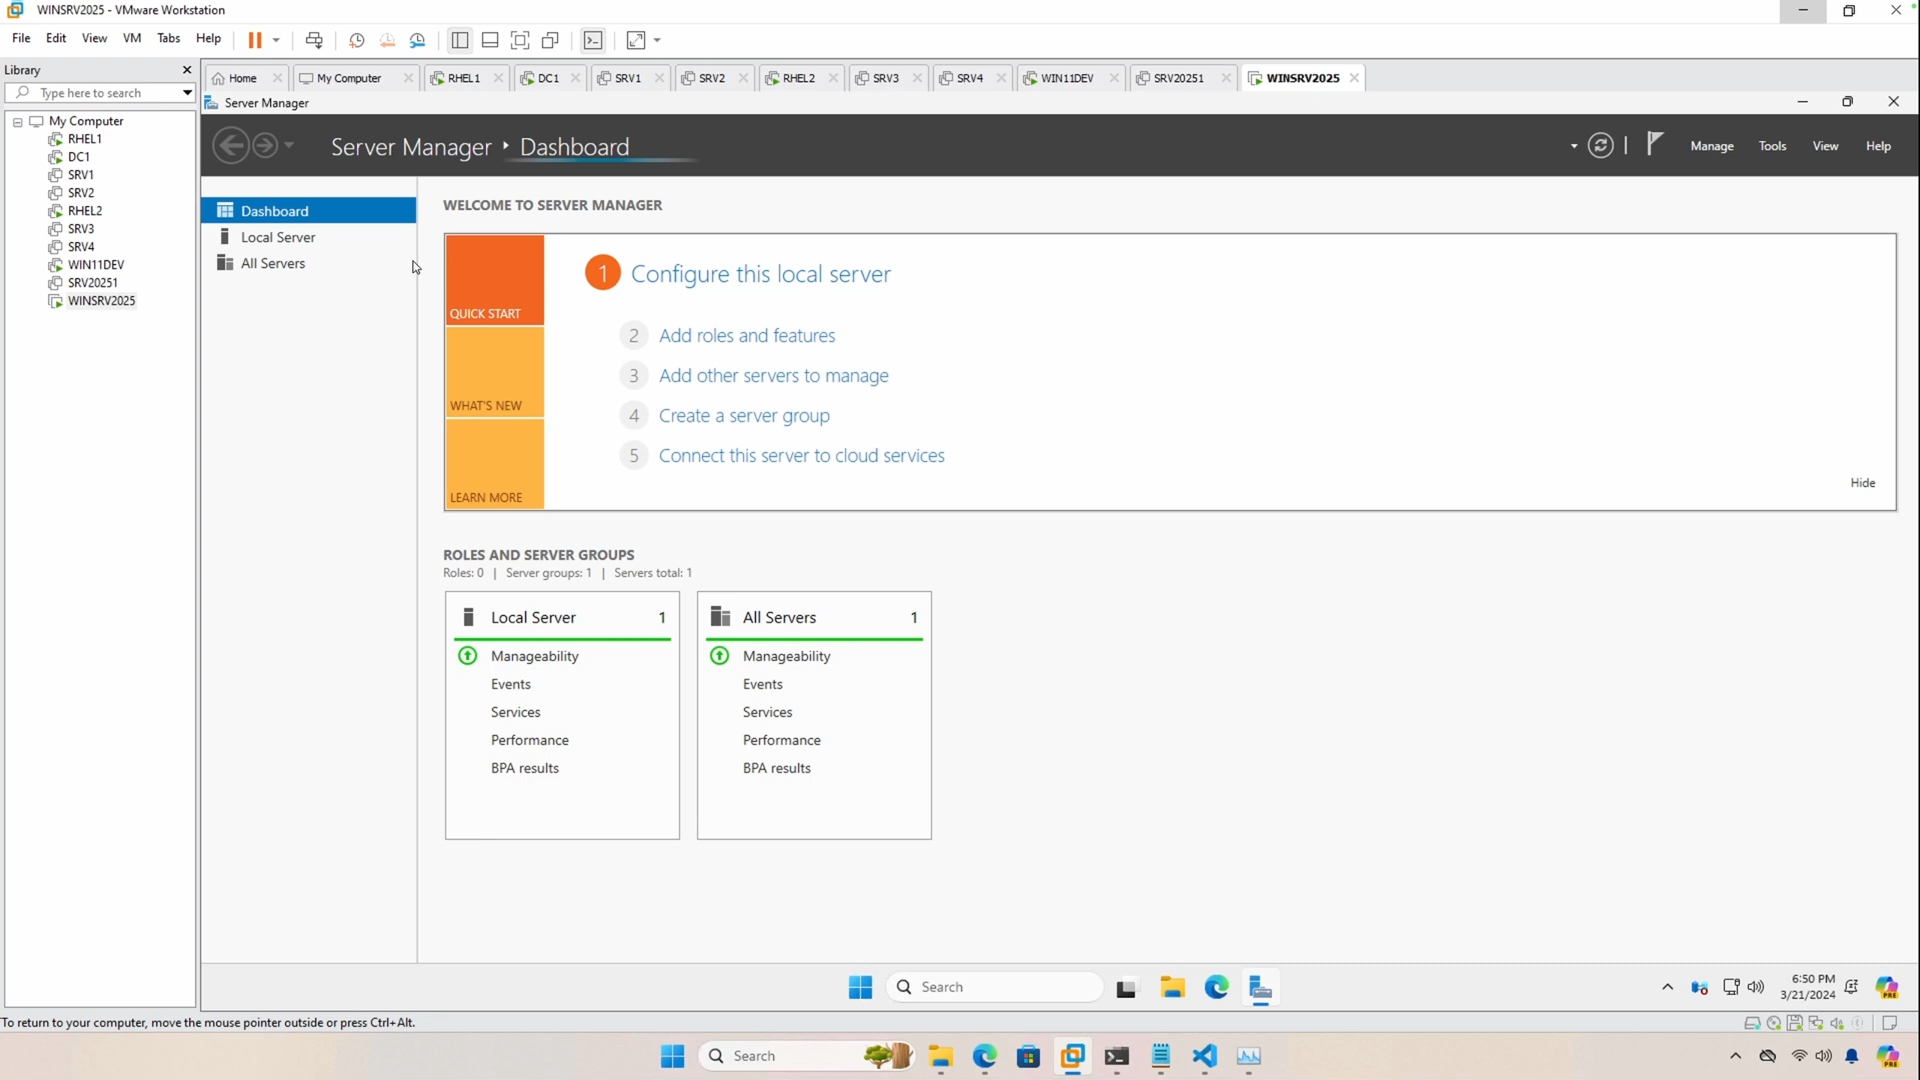 WINSRV2025 - VMware Workstation
File Edit View VM Tabs Help
Library
Type here to search
My Computer
RHEL1
DC1
SRV1
SRV2
RHEL2
SRV3
SRV4
WIN11DEV
SRV20251
WINSRV2025
Home My Computer RHEL1 DC1 SRV1 SRV2 RHEL2 SRV3 SRV4 WIN11DEV SRV20251 WINSRV2025
Server Manager
Server Manager Dashboard
Manage Tools View Help
Dashboard
Local Server
All Servers
WELCOME TO SERVER MANAGER
QUICK START
WHAT'S NEW
LEARN MORE
1 Configure this local server
2 Add roles and features
3 Add other servers to manage
4 Create a server group
5 Connect this server to cloud services
Hide
ROLES AND SERVER GROUPS
Roles: 0 | Server groups: 1 | Servers total: 1
Local Server 1
Manageability
Events
Services
Performance
BPA results
All Servers 1
Manageability
Events
Services
Performance
BPA results
Search
6:50 PM
3/21/2024
PRE
To return to your computer, move the mouse pointer outside or press Ctrl+Alt.
Search
PRE